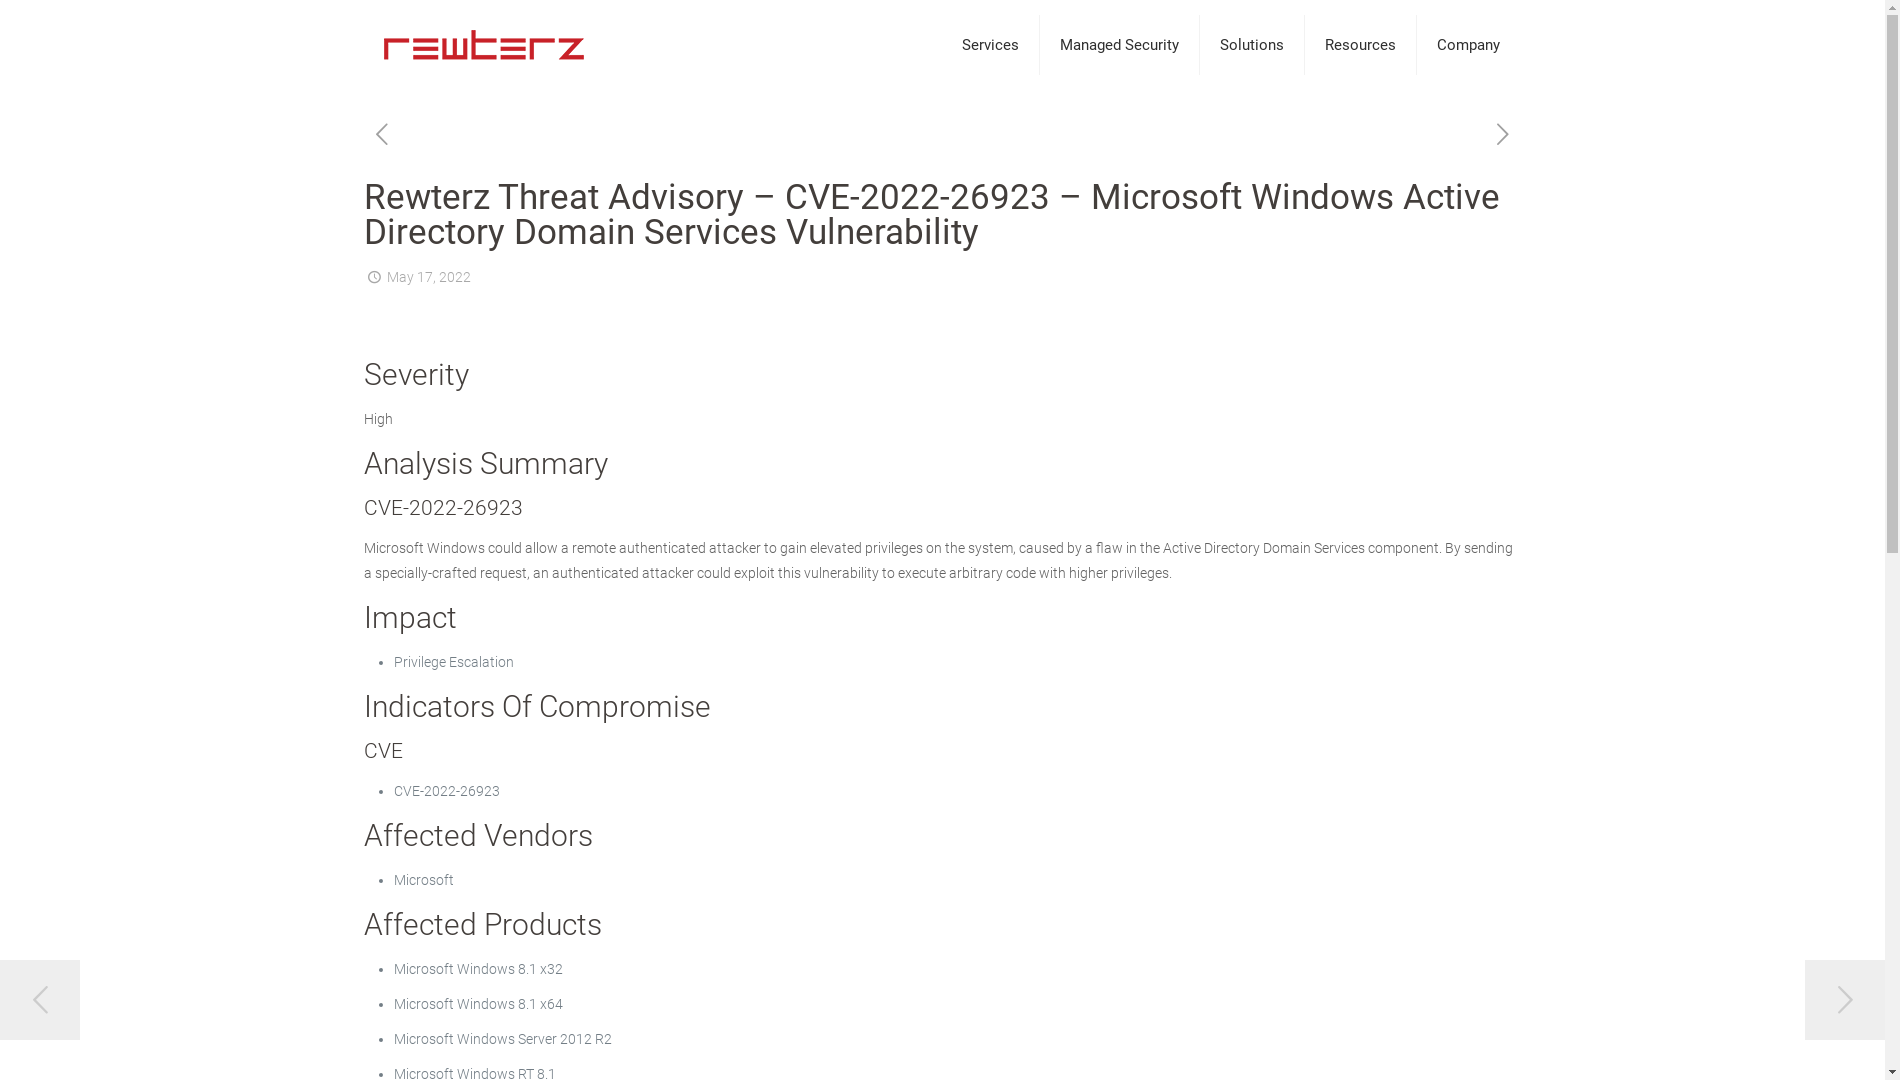 rewterz
Services
Managed Security
Solutions
Resources
Company
Rewterz Threat Advisory – CVE-2022-26923 – Microsoft Windows Active
Directory Domain Services Vulnerability
May 17, 2022
Severity
High
Analysis Summary
CVE-2022-26923
Microsoft Windows could allow a remote authenticated attacker to gain elevated privileges on the system, caused by a flaw in the Active Directory Domain Services component. By sending
a specially-crafted request, an authenticated attacker could exploit this vulnerability to execute arbitrary code with higher privileges.
Impact
Privilege Escalation
Indicators Of Compromise
CVE
CVE-2022-26923
Affected Vendors
Microsoft
Affected Products
Microsoft Windows 8.1 x32
Microsoft Windows 8.1 x64
Microsoft Windows Server 2012 R2
Microsoft Windows RT 8.1